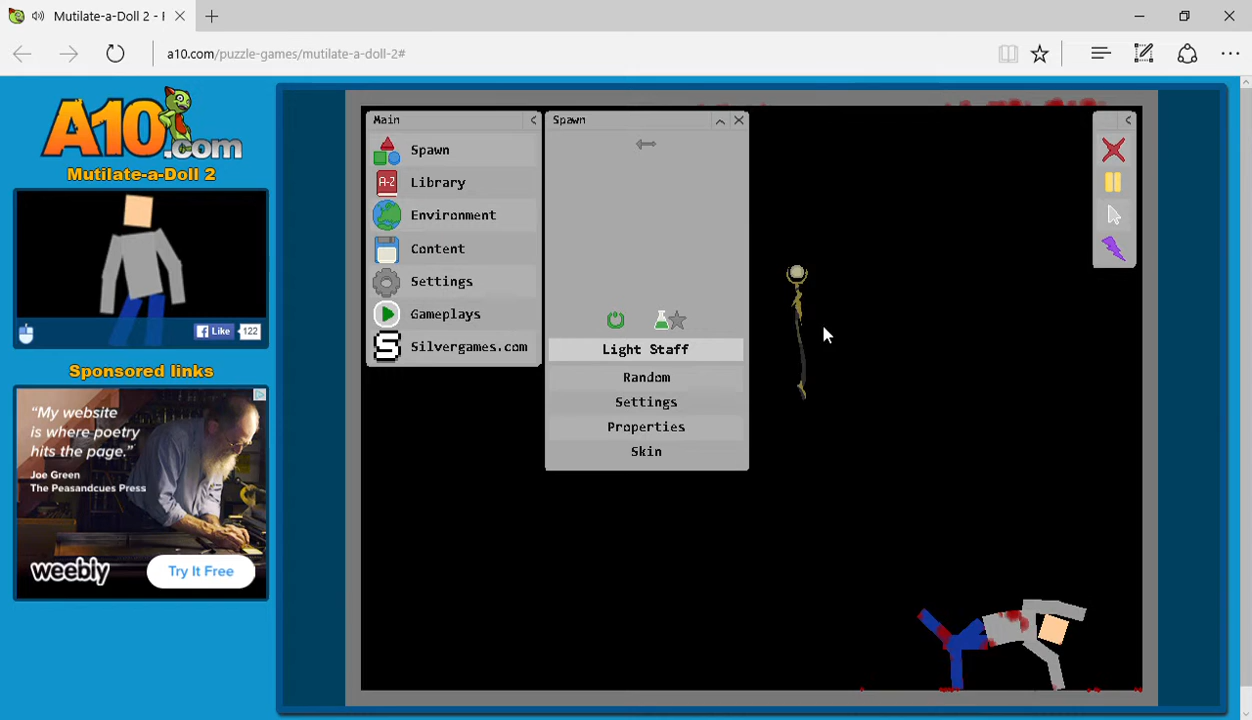 Mutilate-a-Doll 2 - F
a10.com/puzzle-games/mutilate-a-doll-2#
A10
.com
Mutilate-a-Doll 2
Like
122
Sponsored links
“My website
is where poetry
hits the page.”
Joe Green
The Peasandcues Press
weebly
Try It Free
Main
<
Spawn
A-Z
Library
Environment
Content
Settings
Gameplays
S
Silvergames.com
Spawn
Light Staff
Random
Settings
Properties
Skin
<